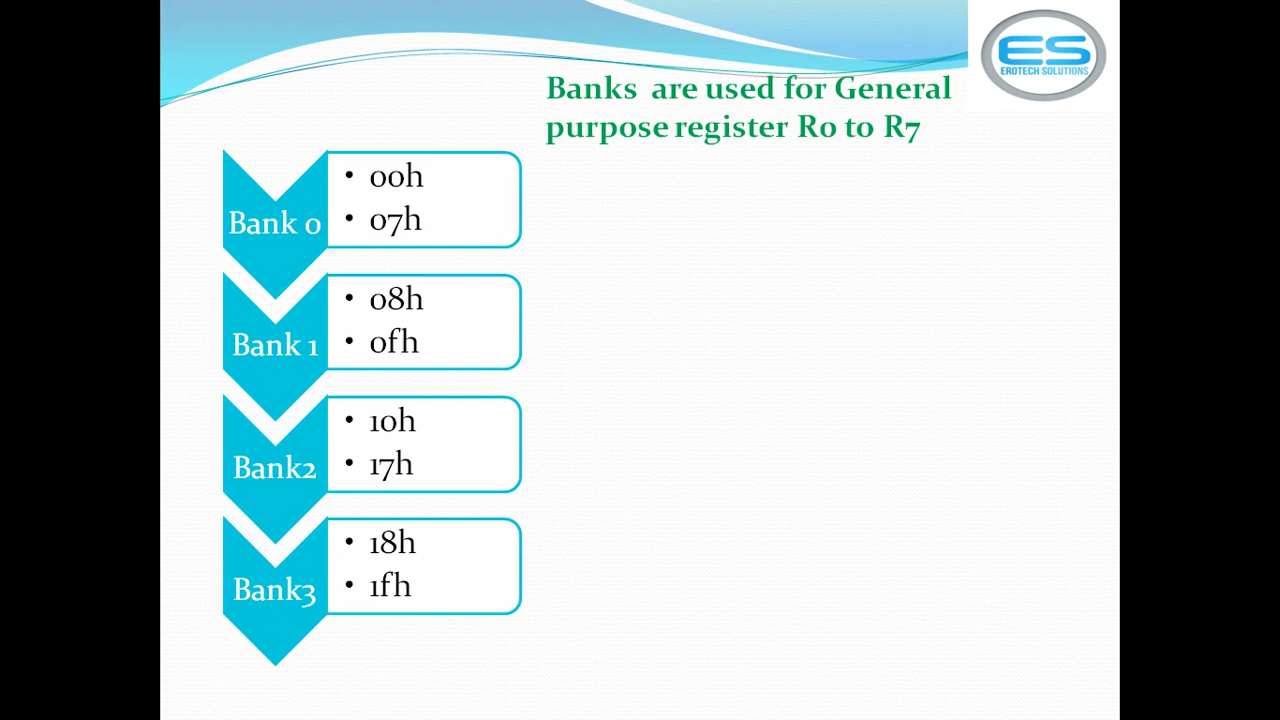 ES
EROTECH SOLUTIONS
Banks are used for General
purpose register R0 to R7
Bank 0
• 00h
• 07h
Bank 1
• 08h
• 0fh
Bank2
• 10h
• 17h
Bank3
• 18h
• 1fh